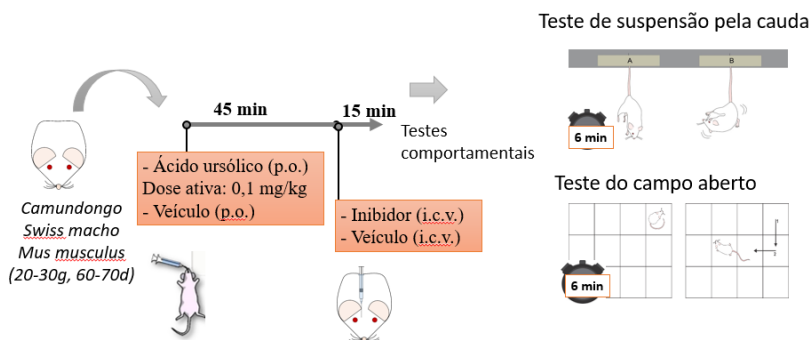 Teste de suspensão pela cauda
A
B
6 min
45 min
15 min
Testes
comportamentais
- Ácido ursólico (p.o.)
Dose ativa: 0,1 mg/kg
- Veículo (p.o.)
- Inibidor (i.c.v.)
- Veículo (i.c.v.)
Camundongo
Swiss macho
Mus musculus
(20-30g, 60-70d)
Teste do campo aberto
6 min